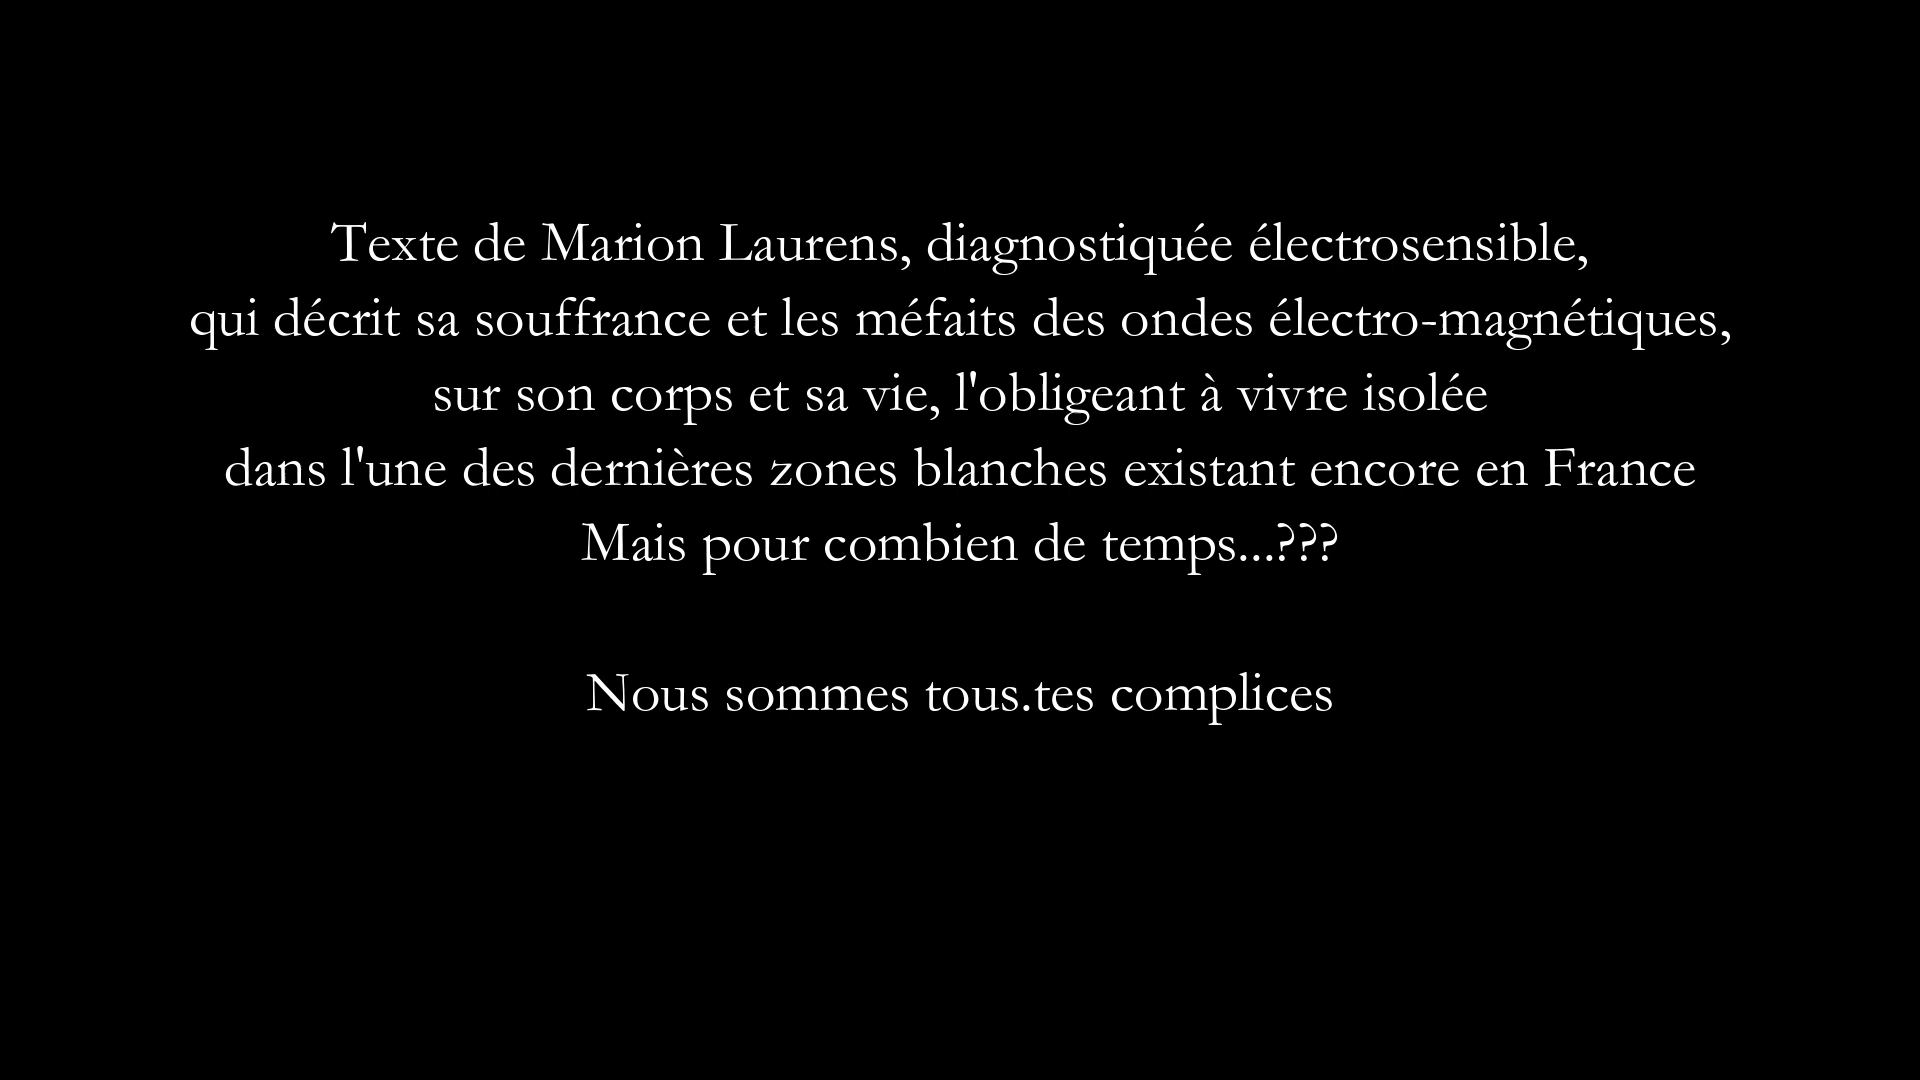 Texte de Marion Laurens, diagnostiquée électrosensible,
qui décrit sa souffrance et les méfaits des ondes électro-magnétiques,
sur son corps et sa vie, l'obligeant à vivre isolée
dans l'une des dernières zones blanches existant encore en France
Mais pour combien de temps...???
Nous sommes tous.tes complices